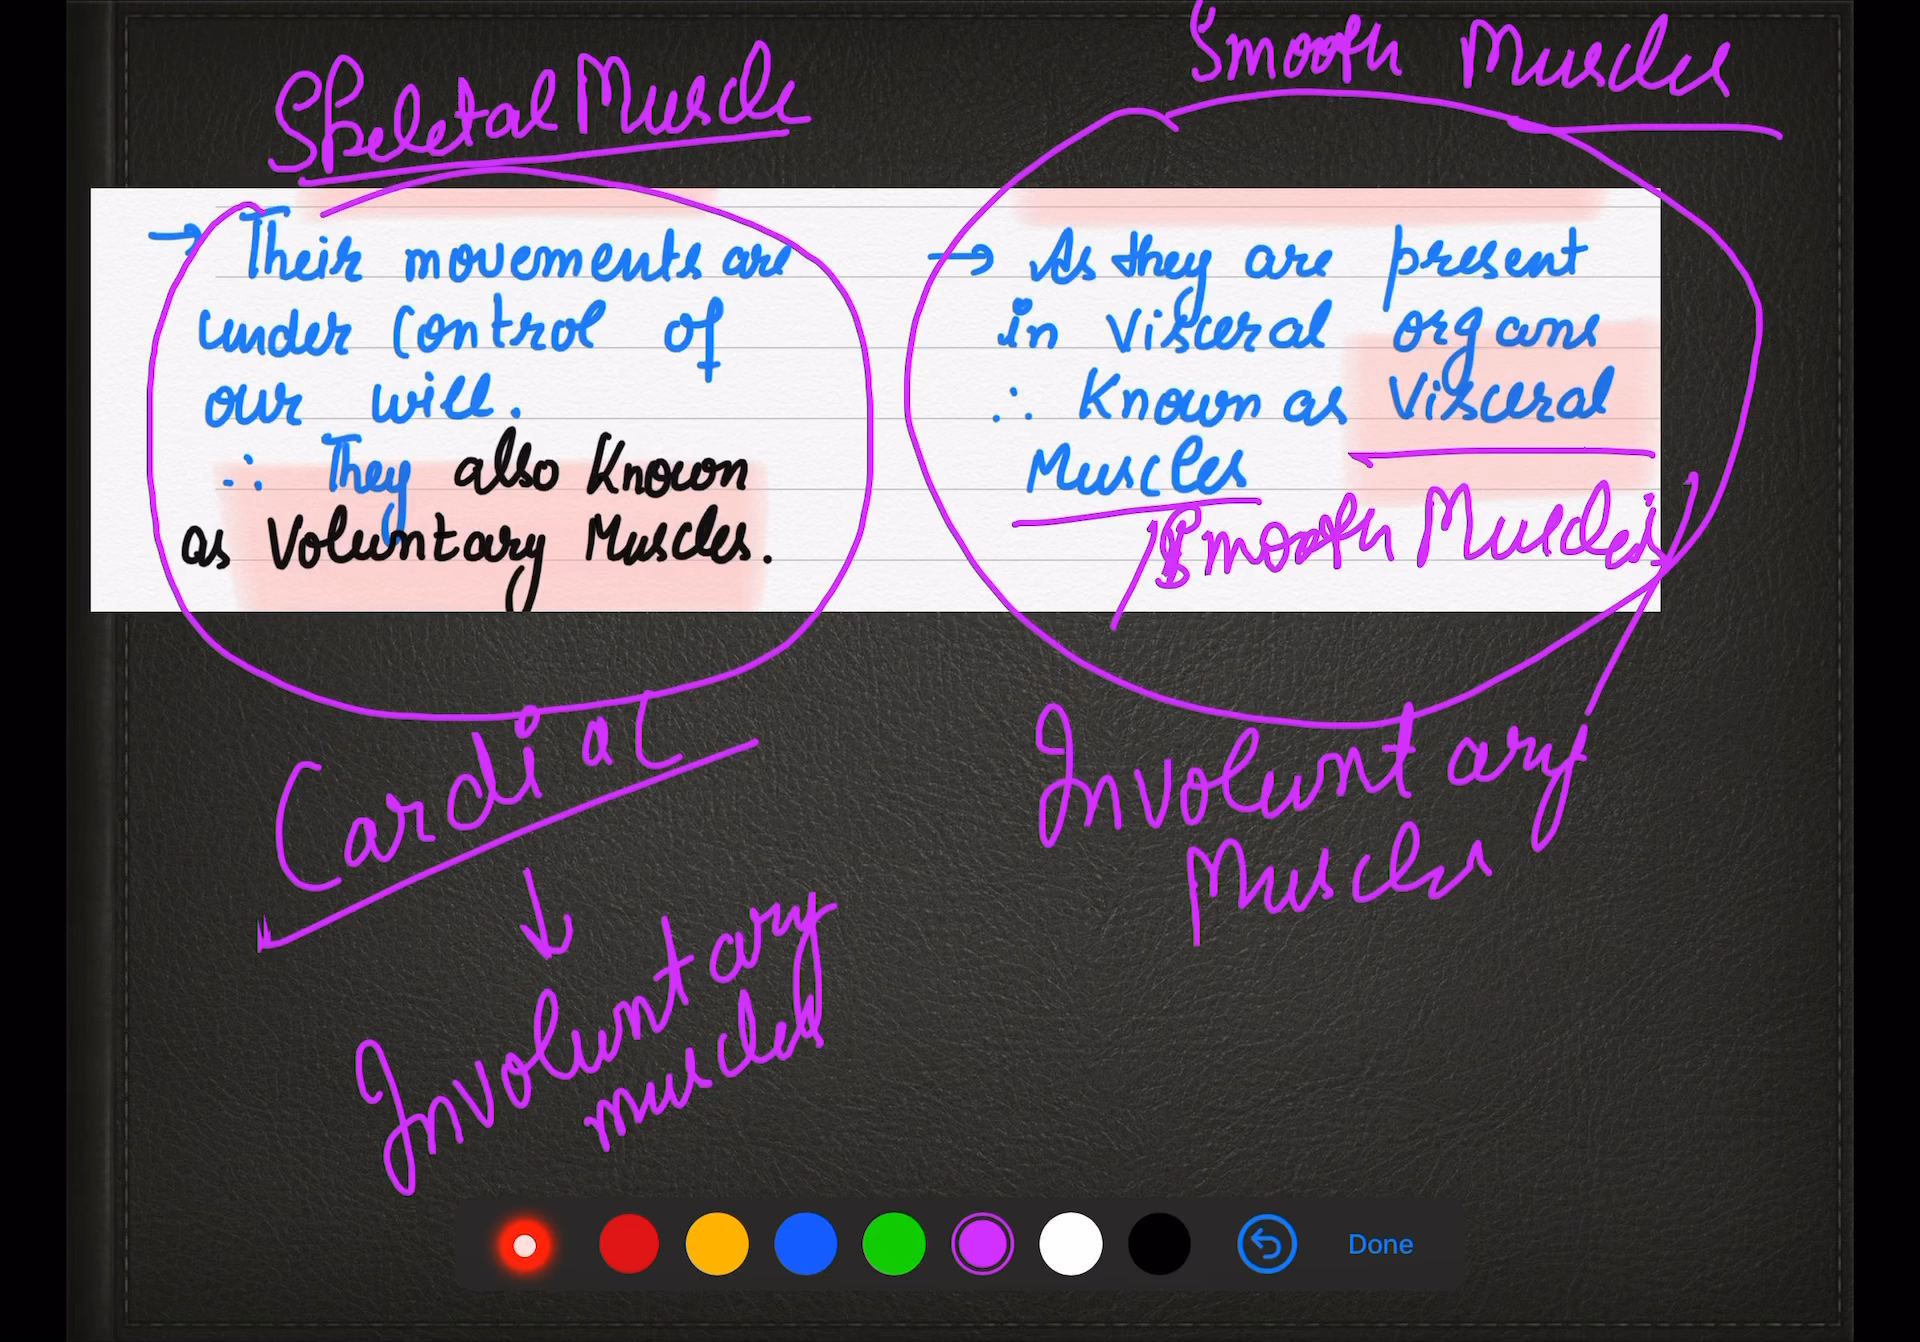 Skeletal Muscle
Smooth Muscles
→ Their movements are
under control of
our will.
∴ They also Known
as Voluntary Muscles.
→ As they are present
in visceral organs
∴ Known as Visceral
Muscles
Smooth Muscles
Cardiac
↓
Involuntary
muscles
Involuntary
Muscles
Done